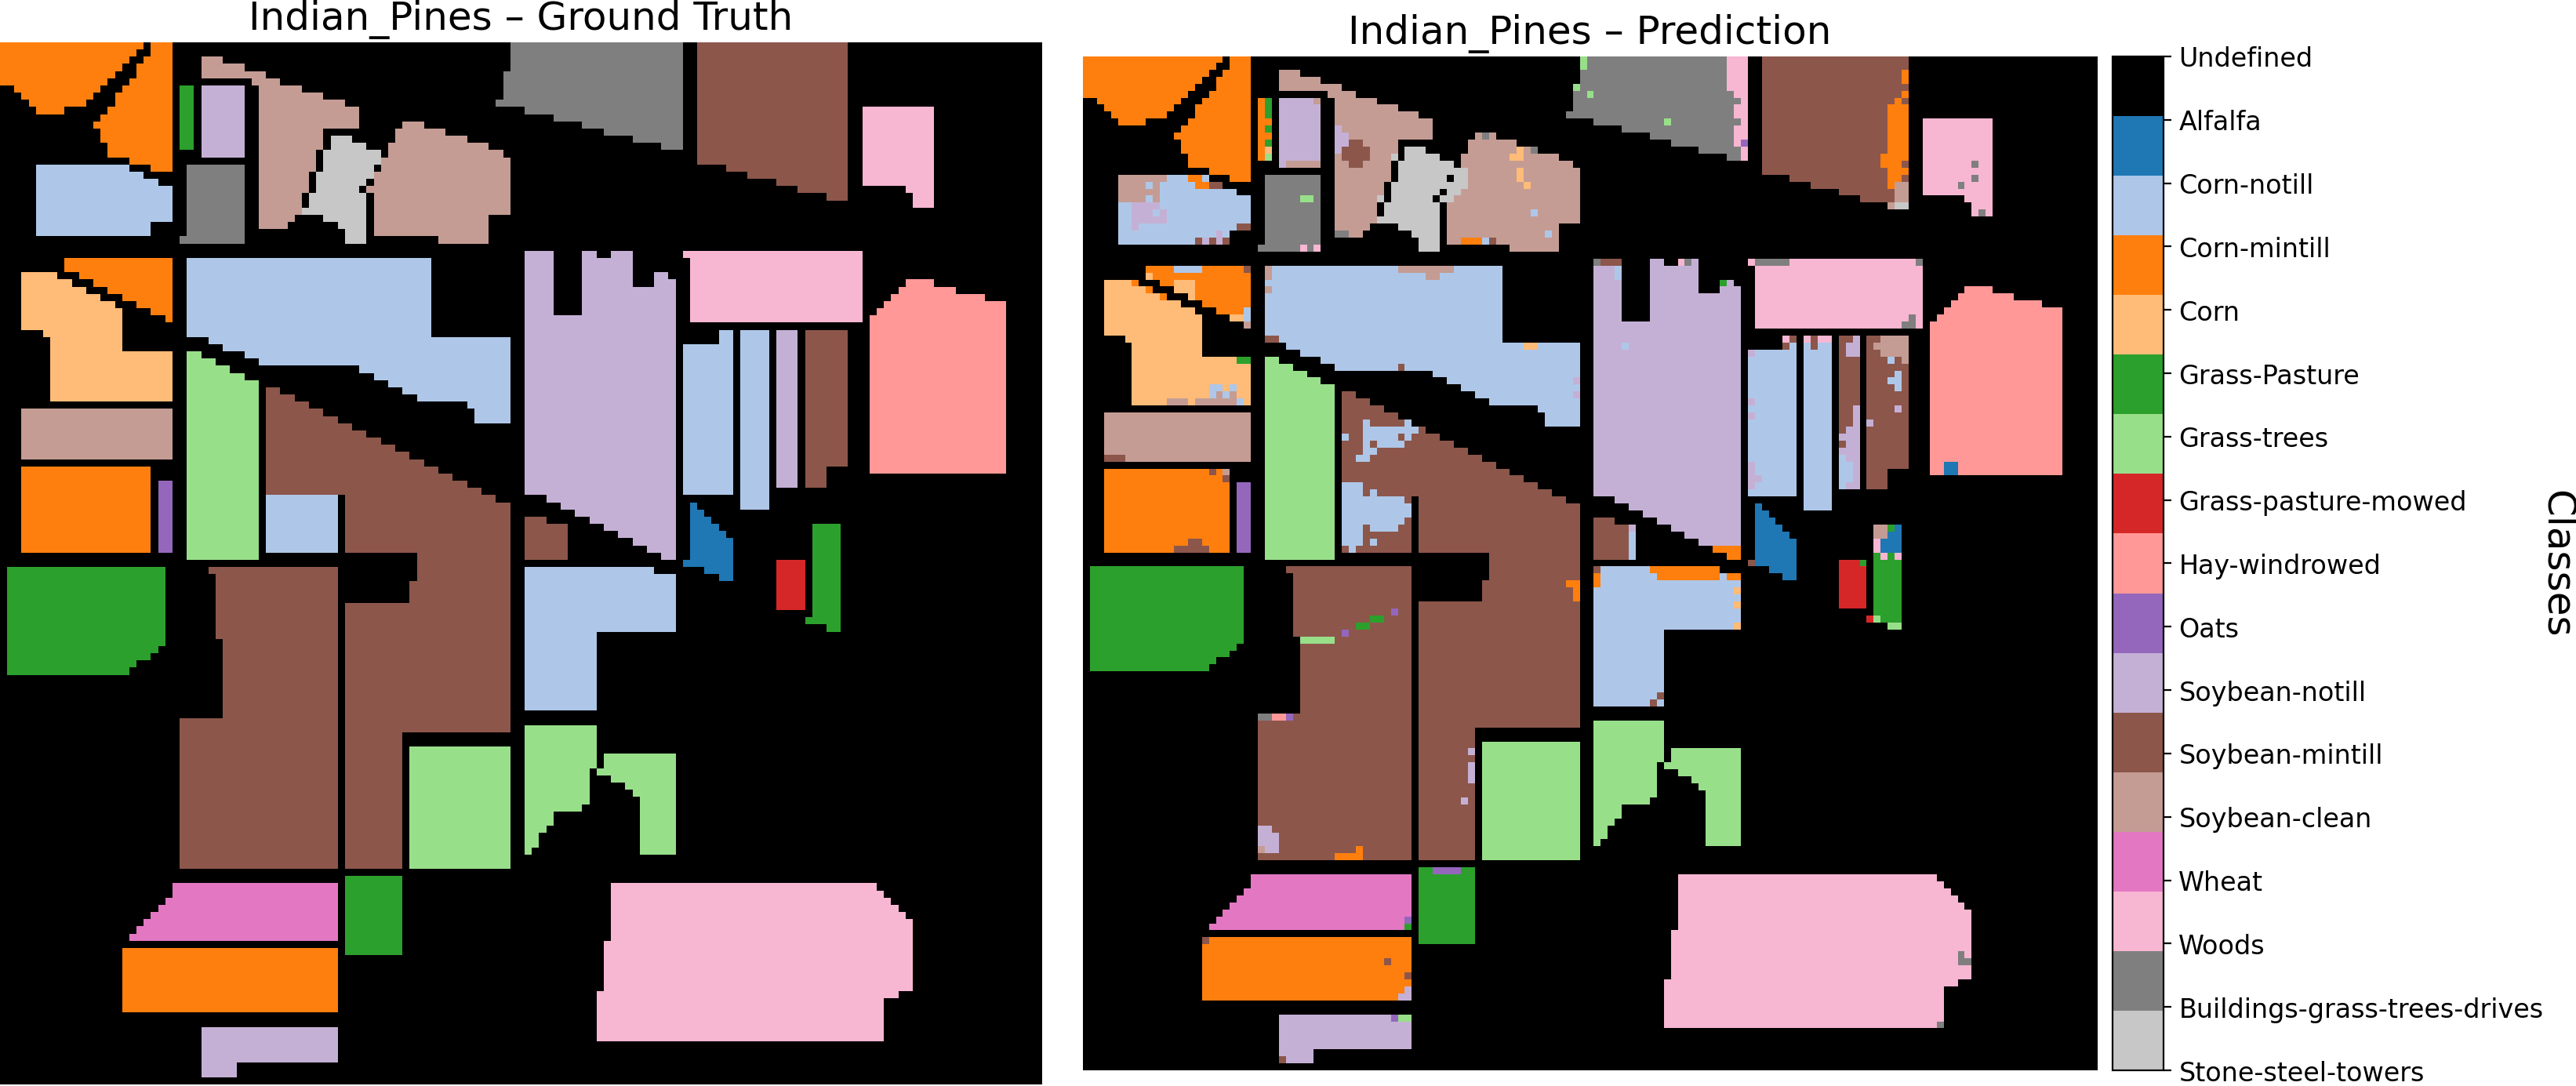 Indian_Pines – Ground Truth
Indian_Pines – Prediction
Undefined
Alfalfa
Corn-notill
Corn-mintill
Corn
Grass-Pasture
Grass-trees
Grass-pasture-mowed
Hay-windrowed
Oats
Soybean-notill
Soybean-mintill
Soybean-clean
Wheat
Woods
Buildings-grass-trees-drives
Stone-steel-towers
Classes